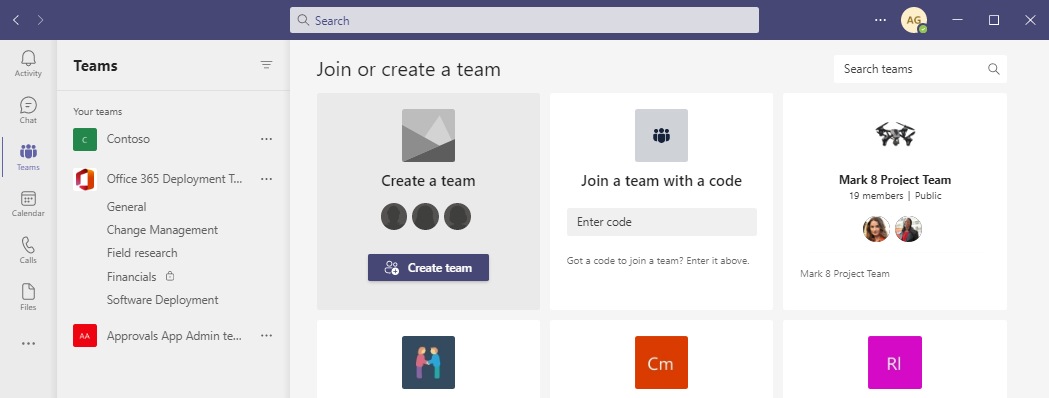 Search
AG
Activity
Chat
Teams
Calendar
Calls
Files
Teams
Your teams
C
Contoso
Office 365 Deployment T...
General
Change Management
Field research
Financials
Software Deployment
AA
Approvals App Admin te...
Join or create a team
Search teams
Create a team
Create team
Join a team with a code
Enter code
Got a code to join a team? Enter it above.
Mark 8 Project Team
19 members | Public
Mark 8 Project Team
Cm
RI